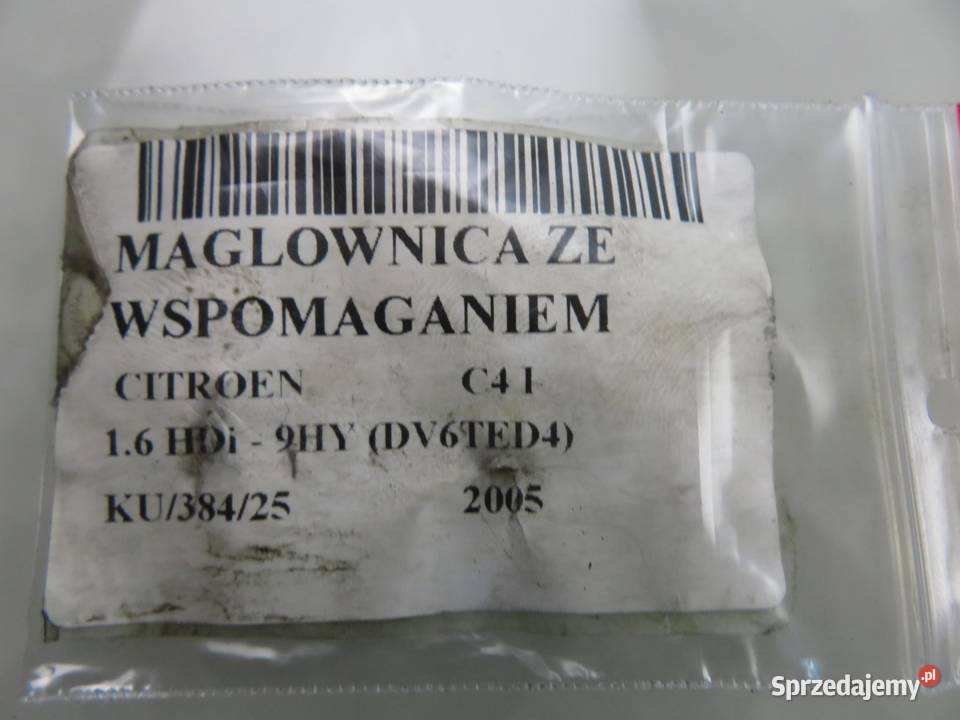 MAGLOWNICA ZE
WSPOMAGANIEM
CITROEN C4 I
1.6 HDi - 9HY (DV6TED4)
KU/384/25 2005
Sprzedajemy.pl